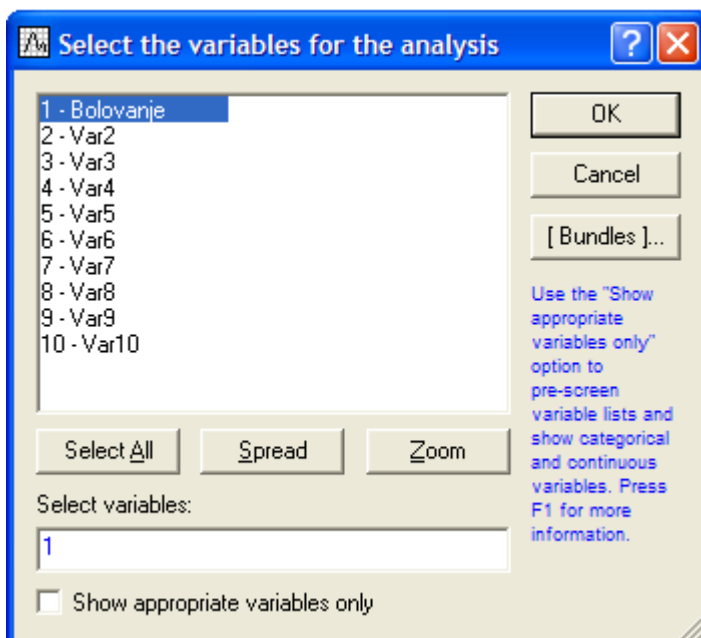 Select the variables for the analysis
1 - Bolovanje
2 - Var2
3 - Var3
4 - Var4
5 - Var5
6 - Var6
7 - Var7
8 - Var8
9 - Var9
10 - Var10
OK
Cancel
[ Bundles ]...
Use the "Show
appropriate
variables only"
option to
pre-screen
variable lists and
show categorical
and continuous
variables. Press
F1 for more
information.
Select All
Spread
Zoom
Select variables:
1
Show appropriate variables only